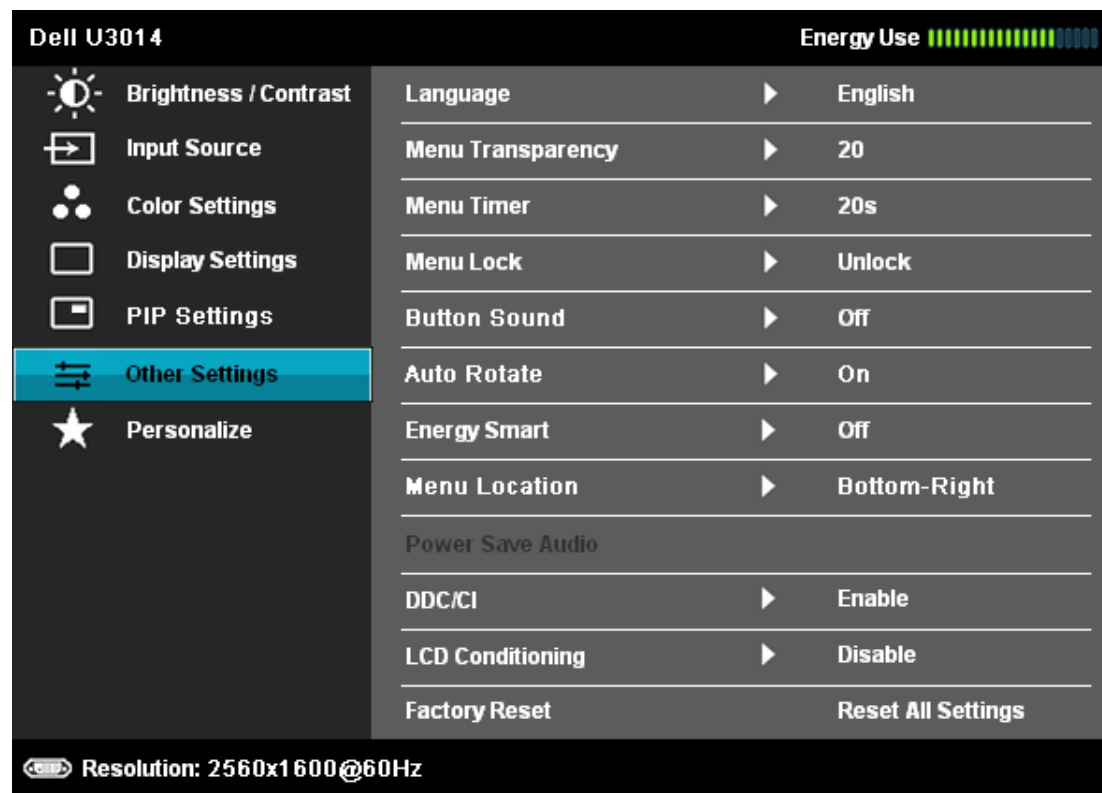 Dell U3014 Energy Use
Brightness / Contrast
Input Source
Color Settings
Display Settings
PIP Settings
Other Settings
Personalize
Language English
Menu Transparency 20
Menu Timer 20s
Menu Lock Unlock
Button Sound Off
Auto Rotate On
Energy Smart Off
Menu Location Bottom-Right
Power Save Audio
DDC/CI Enable
LCD Conditioning Disable
Factory Reset Reset All Settings
Resolution: 2560x1600@60Hz